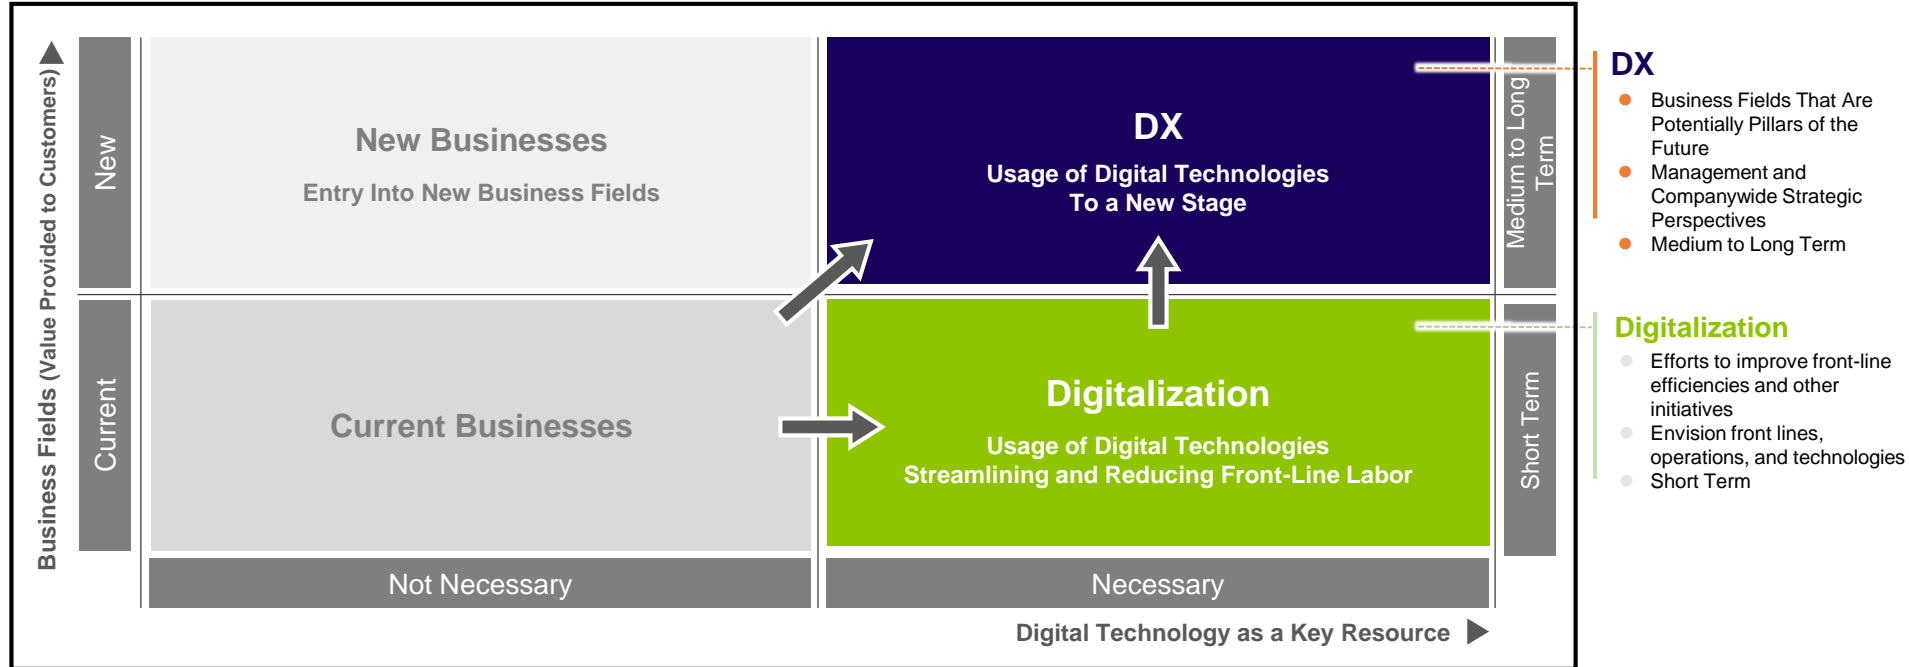 Business Fields (Value Provided to Customers)
New
Current
New Businesses
Entry Into New Business Fields
DX
Usage of Digital Technologies
To a New Stage
Medium to Long
Term
Current Businesses
Digitalization
Usage of Digital Technologies
Streamlining and Reducing Front-Line Labor
Short Term
Not Necessary
Necessary
Digital Technology as a Key Resource
DX
Business Fields That Are
Potentially Pillars of the
Future
Management and
Companywide Strategic
Perspectives
Medium to Long Term
Digitalization
Efforts to improve front-line
efficiencies and other
initiatives
Envision front lines,
operations, and technologies
Short Term